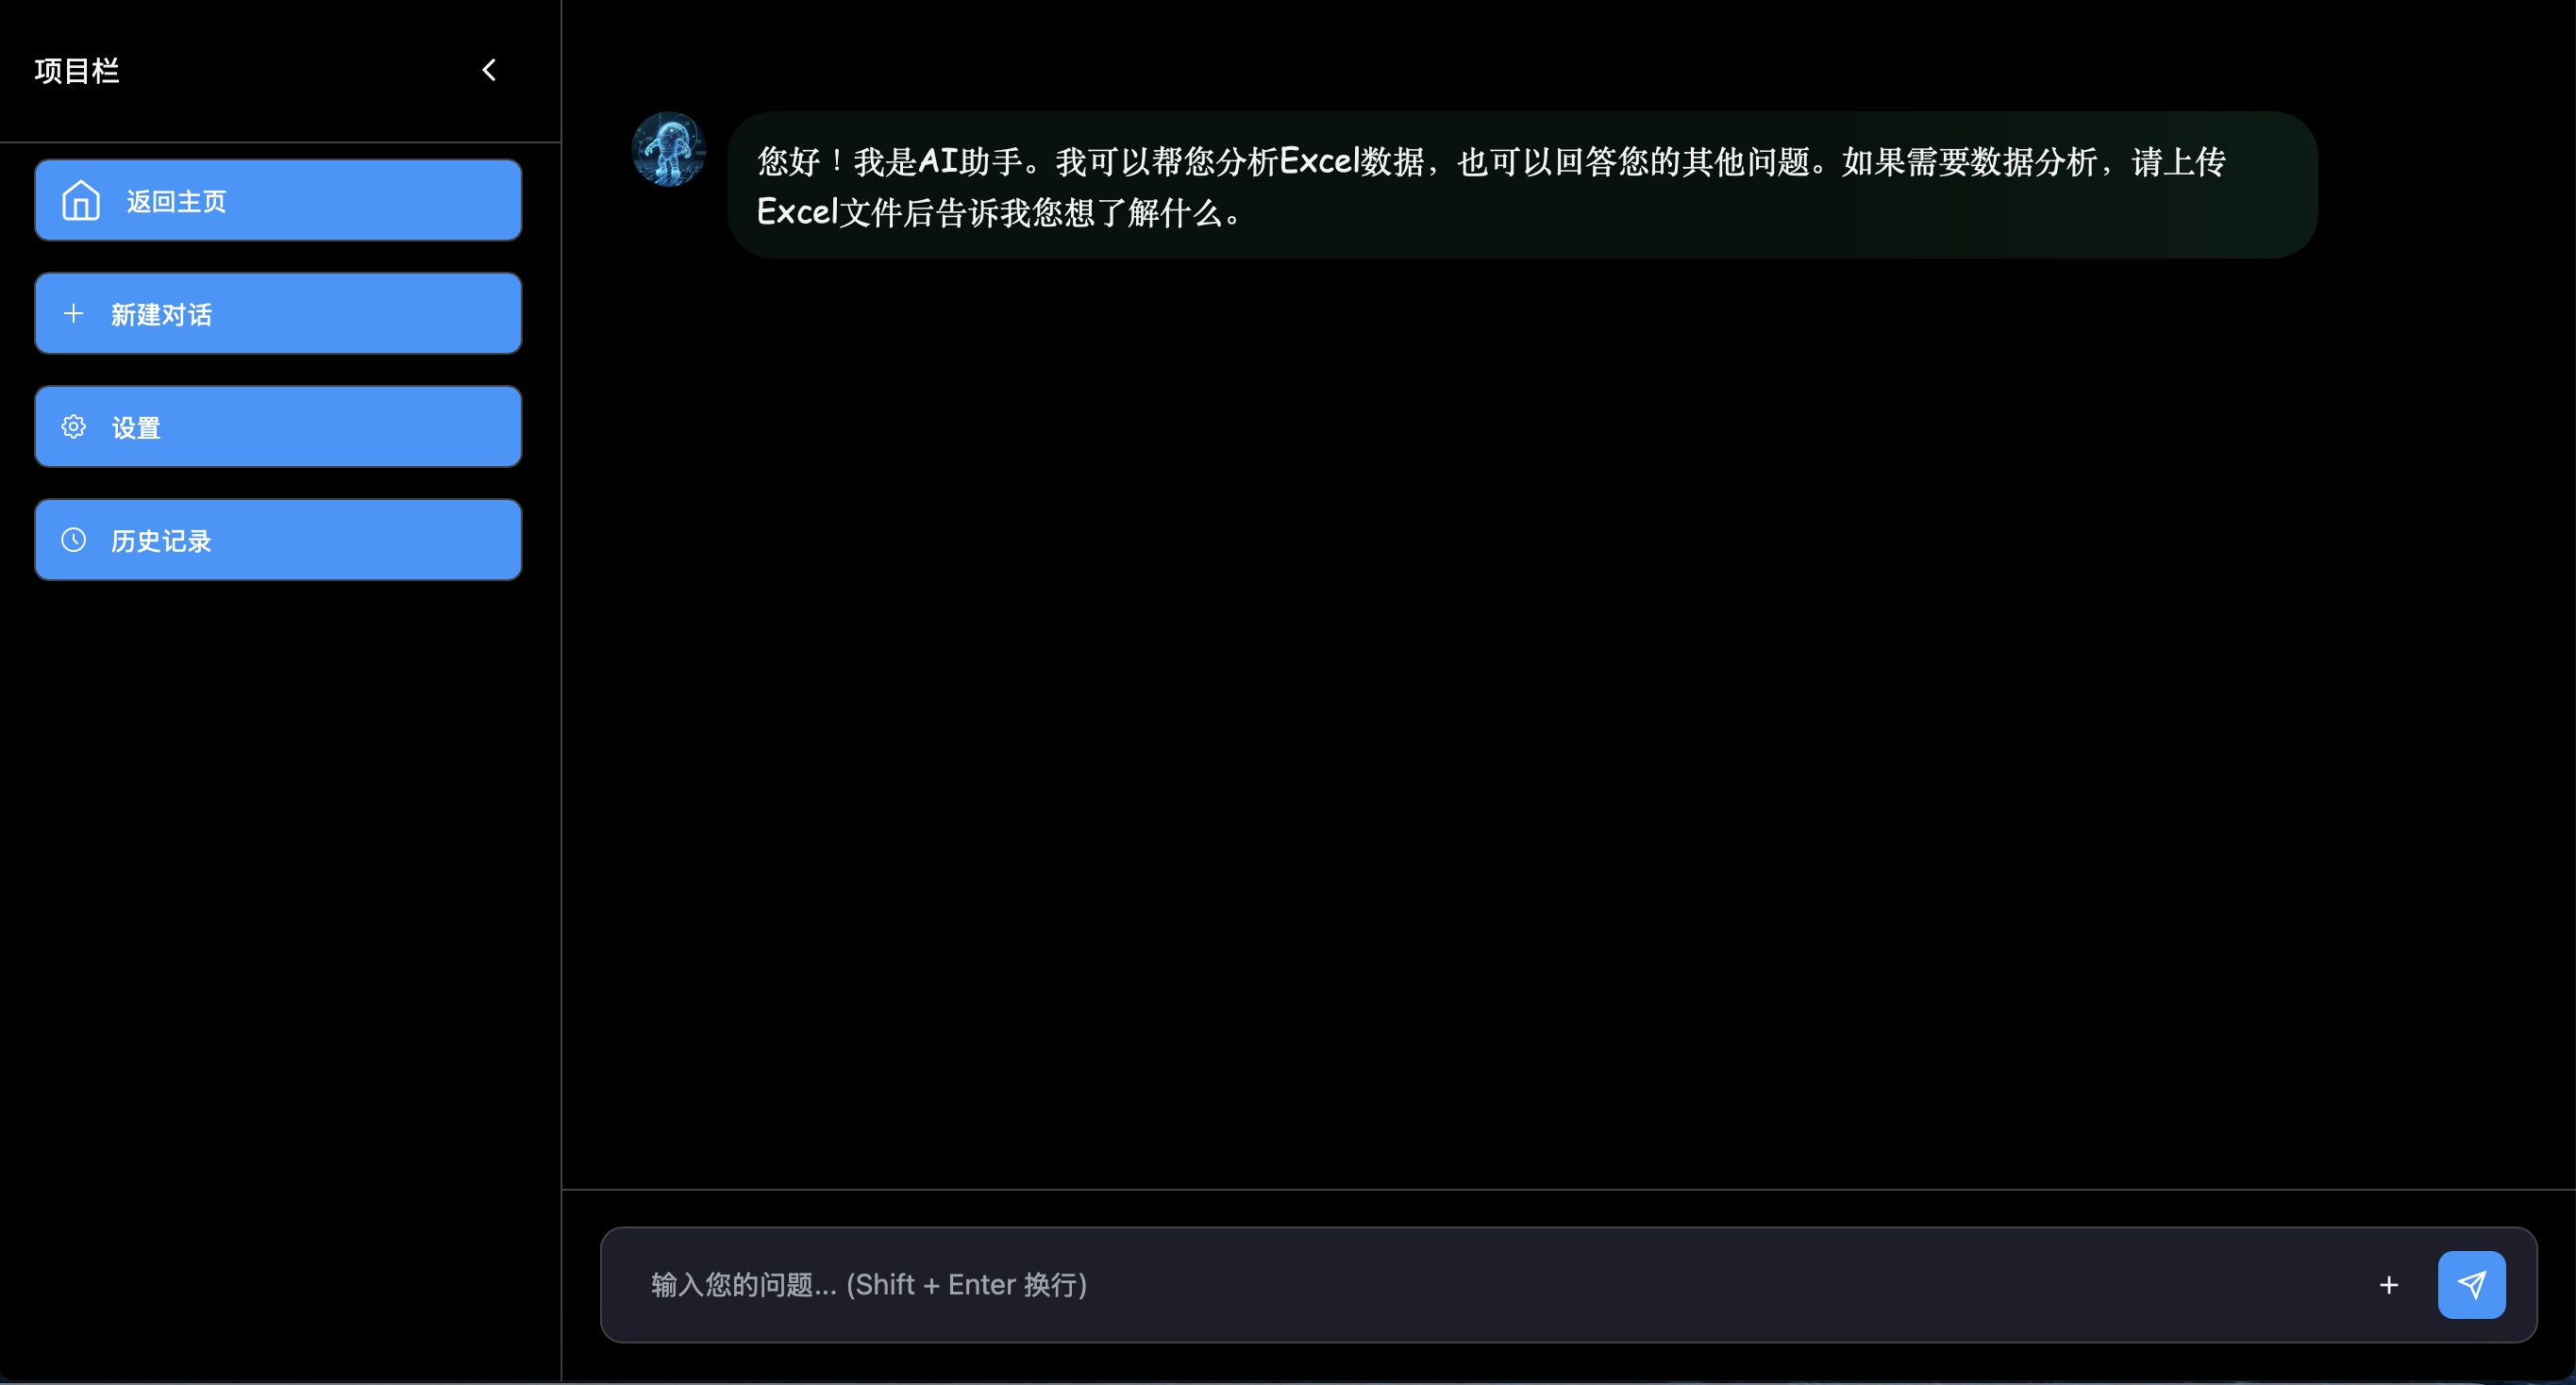 项目栏
返回主页
新建对话
设置
历史记录
您好！我是AI助手。我可以帮您分析Excel数据，也可以回答您的其他问题。如果需要数据分析，请上传
Excel文件后告诉我您想了解什么。
输入您的问题... (Shift + Enter 换行)